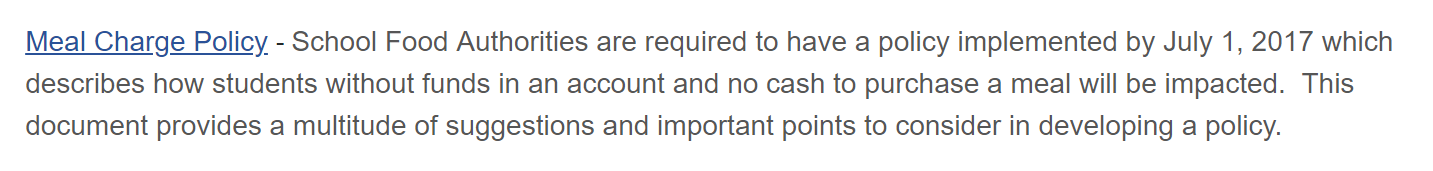 Meal Charge Policy - School Food Authorities are required to have a policy implemented by July 1, 2017 which
describes how students without funds in an account and no cash to purchase a meal will be impacted.  This
document provides a multitude of suggestions and important points to consider in developing a policy.